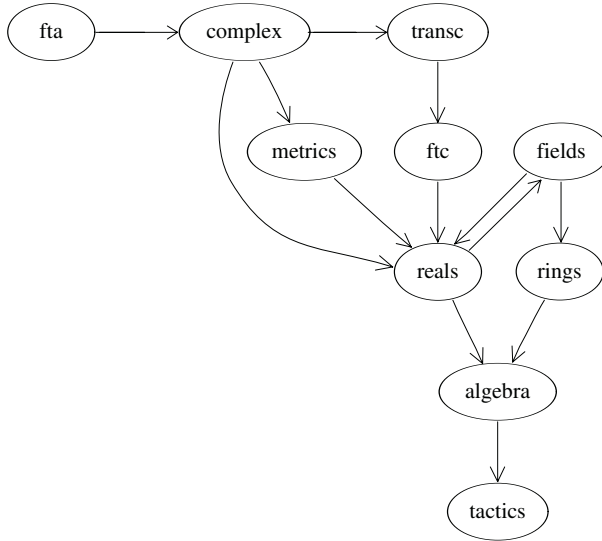 fta
complex
transc
metrics
ftc
fields
reals
rings
algebra
tactics